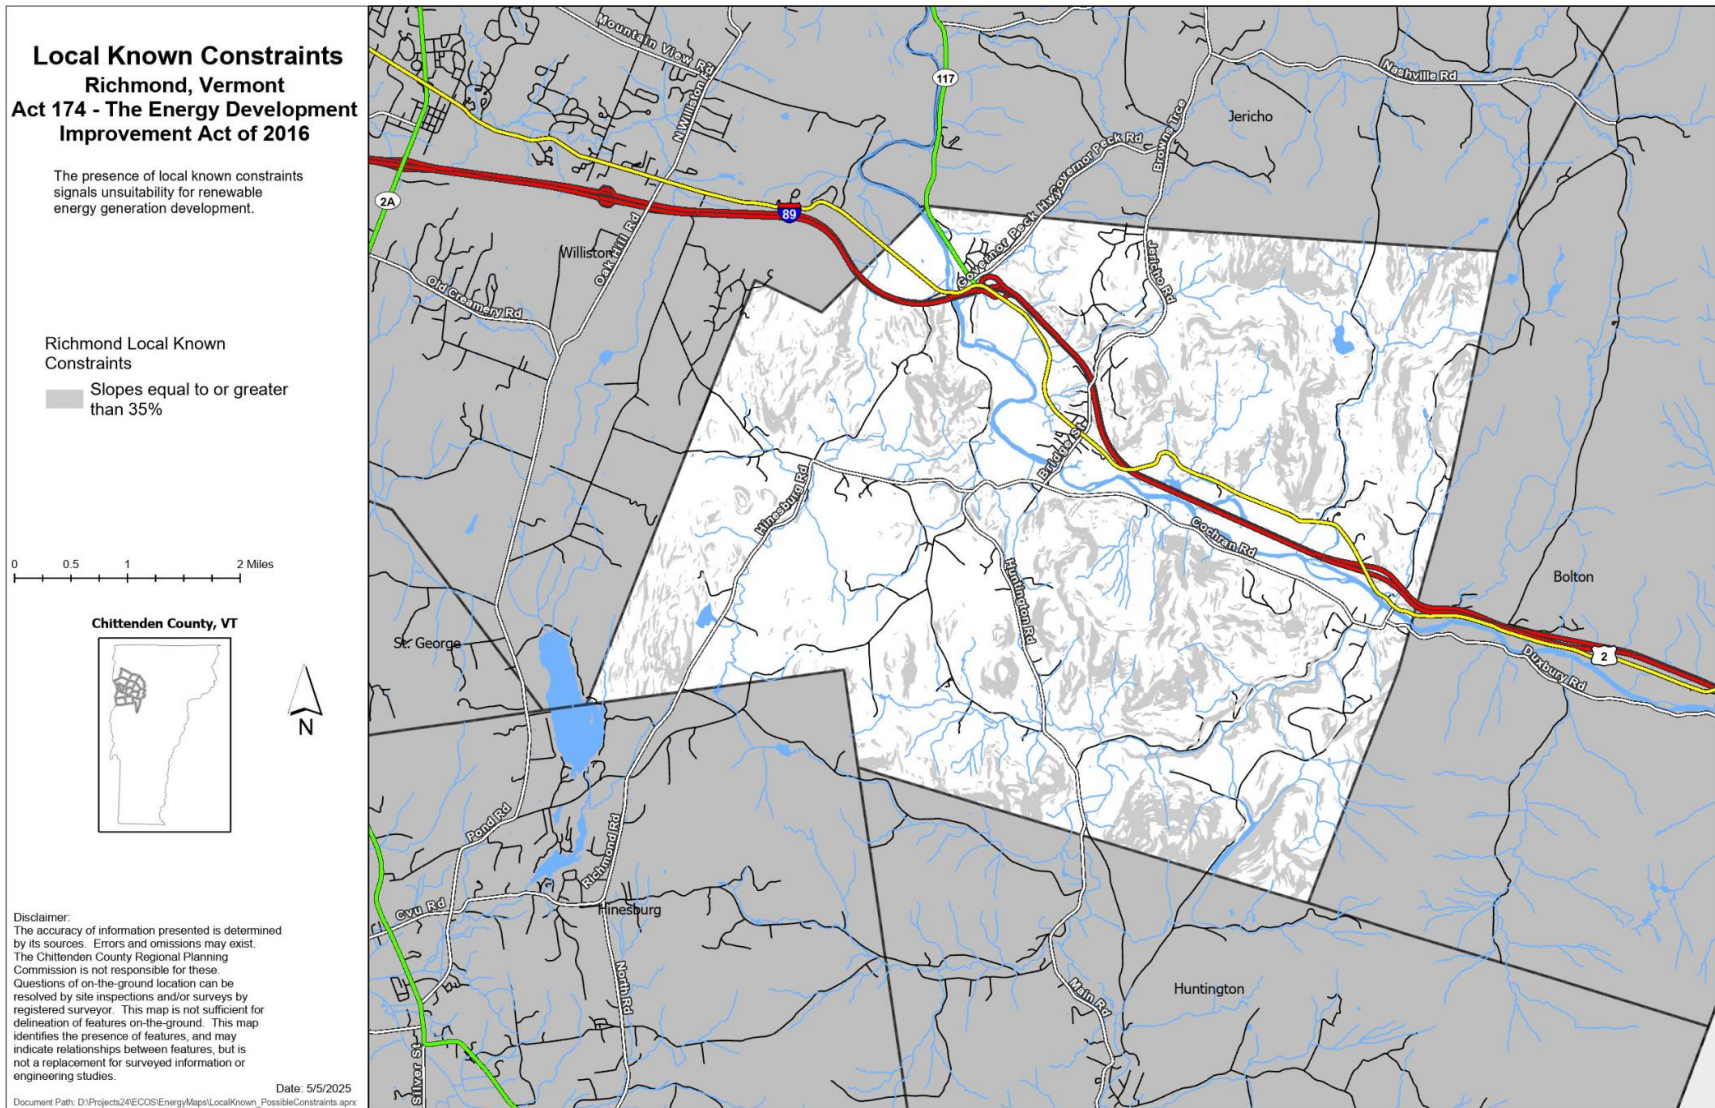 Local Known Constraints
Richmond, Vermont
Act 174 - The Energy Development
Improvement Act of 2016
The presence of local known constraints
signals unsuitability for renewable
energy generation development.
Richmond Local Known
Constraints
Slopes equal to or greater
than 35%
0 0.5 1 2 Miles
Chittenden County, VT
N
Disclaimer:
The accuracy of information presented is determined
by its sources. Errors and omissions may exist.
The Chittenden County Regional Planning
Commission is not responsible for these.
Questions of on-the-ground location can be
resolved by site inspections and/or surveys by
registered surveyor. This map is not sufficient for
delineation of features on-the-ground. This map
identifies the presence of features, and may
indicate relationships between features, but is
not a replacement for surveyed information or
engineering studies.
Date: 5/5/2025
Document Path: D:\Projects24\ECOS\EnergyMaps\LocalKnown_PossibleConstraints.aprx
Mountain View Rd
N Williston Rd
117
Nashville Rd
Jericho
Browns Trce
Governor Peck Rd
Governor Peck Hwy
2A
89
Williston
Oak Hill Rd
Old Creamery Rd
Jericho Rd
Bridge St
Hinesburg Rd
Cochran Rd
Huntington Rd
Bolton
St. George
2
Duxbury Rd
Pond Rd
Richmond Rd
Cvu Rd
Hinesburg
North Rd
Main Rd
Huntington
Silver St